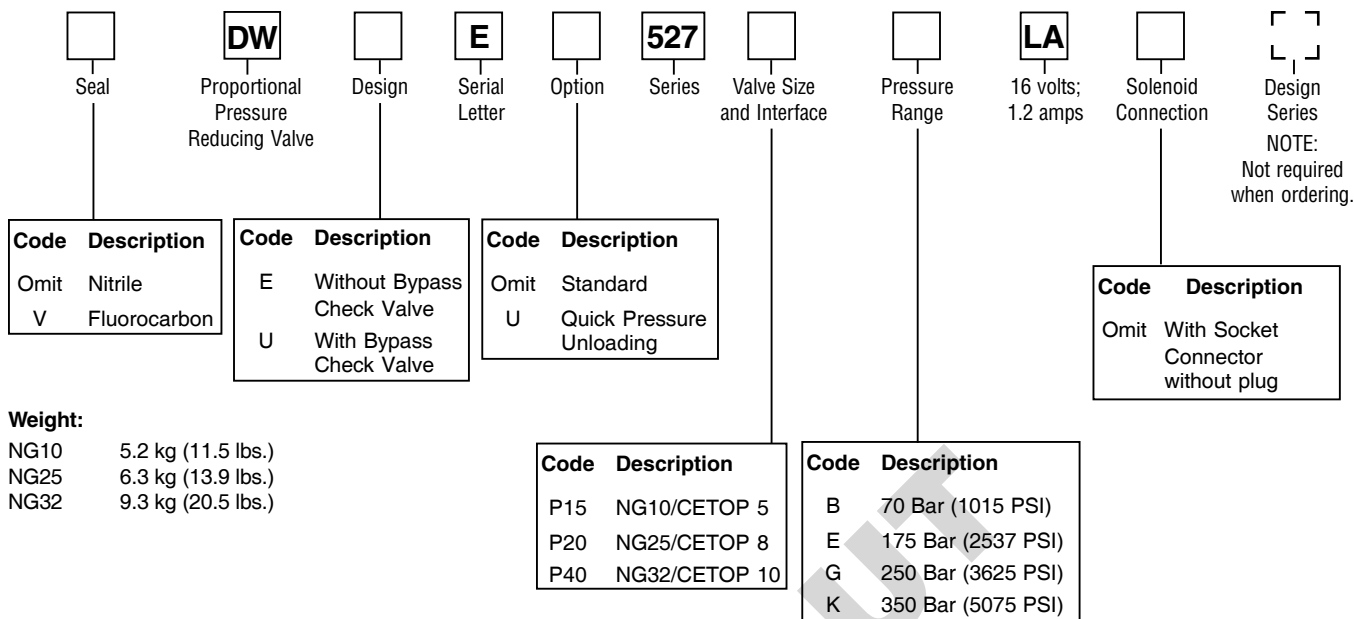 DW E 527 LA
Seal
Proportional
Pressure
Reducing Valve
Design
Serial
Letter
Option
Series
Valve Size
and Interface
Pressure
Range
16 volts;
1.2 amps
Solenoid
Connection
Design
Series
NOTE:
Not required
when ordering.
Code Description
Omit Nitrile
V Fluorocarbon
Code Description
E Without Bypass
Check Valve
U With Bypass
Check Valve
Code Description
Omit Standard
U Quick Pressure
Unloading
Code Description
Omit With Socket
Connector
without plug
Weight:
NG10 5.2 kg (11.5 lbs.)
NG25 6.3 kg (13.9 lbs.)
NG32 9.3 kg (20.5 lbs.)
Code Description
P15 NG10/CETOP 5
P20 NG25/CETOP 8
P40 NG32/CETOP 10
Code Description
B 70 Bar (1015 PSI)
E 175 Bar (2537 PSI)
G 250 Bar (3625 PSI)
K 350 Bar (5075 PSI)
UT